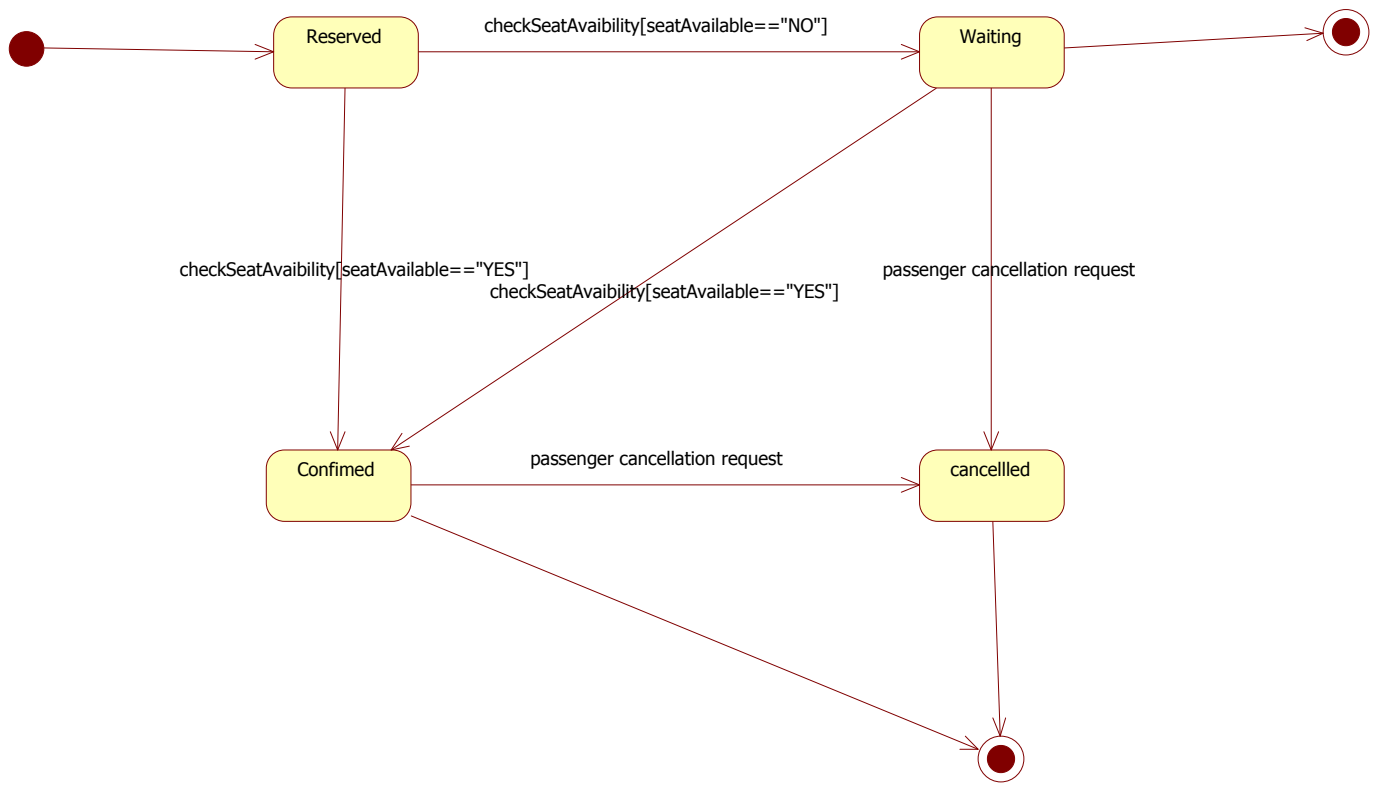 Reserved
checkSeatAvaibility[seatAvailable=="NO"]
Waiting
checkSeatAvaibility[seatAvailable=="YES"]
checkSeatAvaibility[seatAvailable=="YES"]
passenger cancellation request
Confimed
passenger cancellation request
cancellled